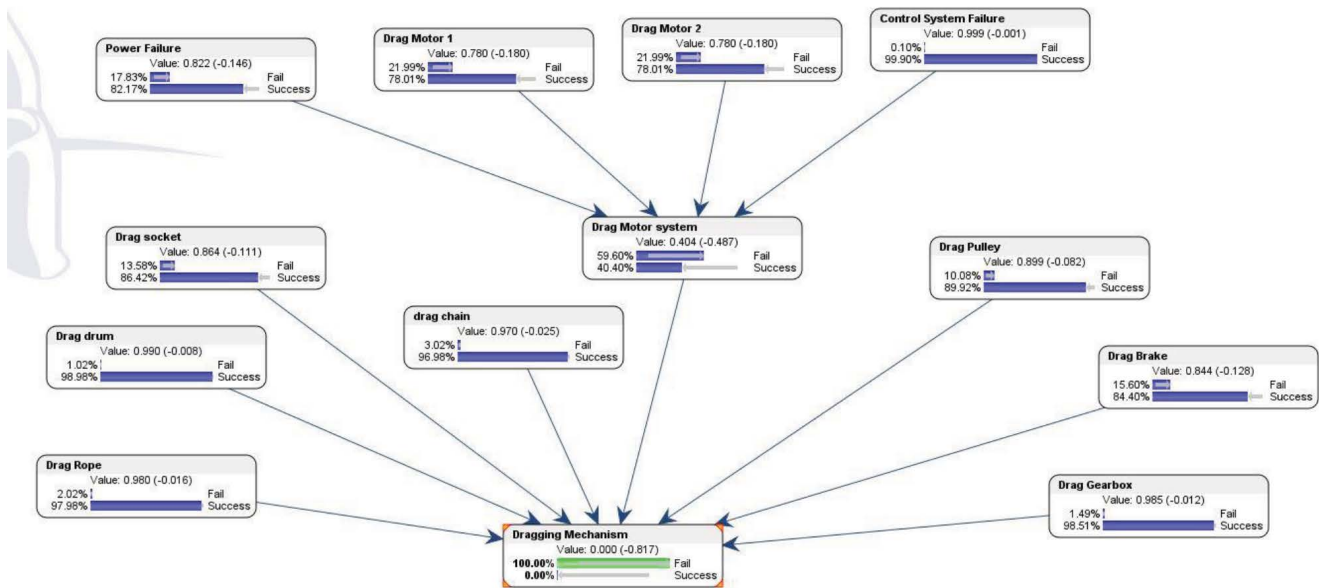 Power Failure
Value: 0.822 (-0.146)
17.83% Fail
82.17% Success
Drag Motor 1
Value: 0.780 (-0.180)
21.99% Fail
78.01% Success
Drag Motor 2
Value: 0.780 (-0.180)
21.99% Fail
78.01% Success
Control System Failure
Value: 0.999 (-0.001)
0.10% Fail
99.90% Success
Drag socket
Value: 0.864 (-0.111)
13.58% Fail
86.42% Success
Drag Motor system
Value: 0.404 (-0.487)
59.60% Fail
40.40% Success
Drag Pulley
Value: 0.899 (-0.082)
10.08% Fail
89.92% Success
Drag drum
Value: 0.990 (-0.008)
1.02% Fail
98.98% Success
drag chain
Value: 0.970 (-0.025)
3.02% Fail
96.98% Success
Drag Brake
Value: 0.844 (-0.128)
15.60% Fail
84.40% Success
Drag Rope
Value: 0.980 (-0.016)
2.02% Fail
97.98% Success
Drag Gearbox
Value: 0.985 (-0.012)
1.49% Fail
98.51% Success
Dragging Mechanism
Value: 0.000 (-0.817)
100.00% Fail
0.00% Success